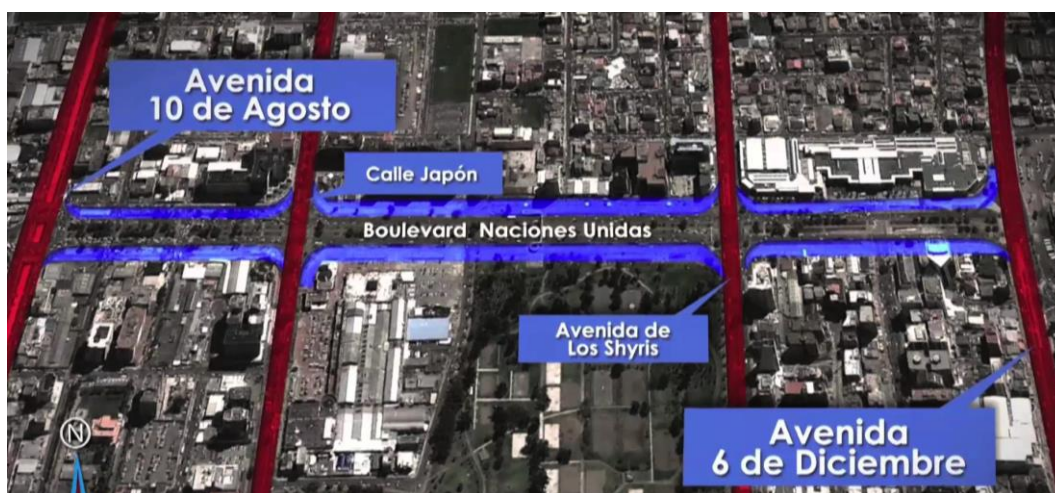 Avenida
10 de Agosto
Calle Japón
Boulevard Naciones Unidas
Avenida de
Los Shyris
Avenida
6 de Diciembre
N